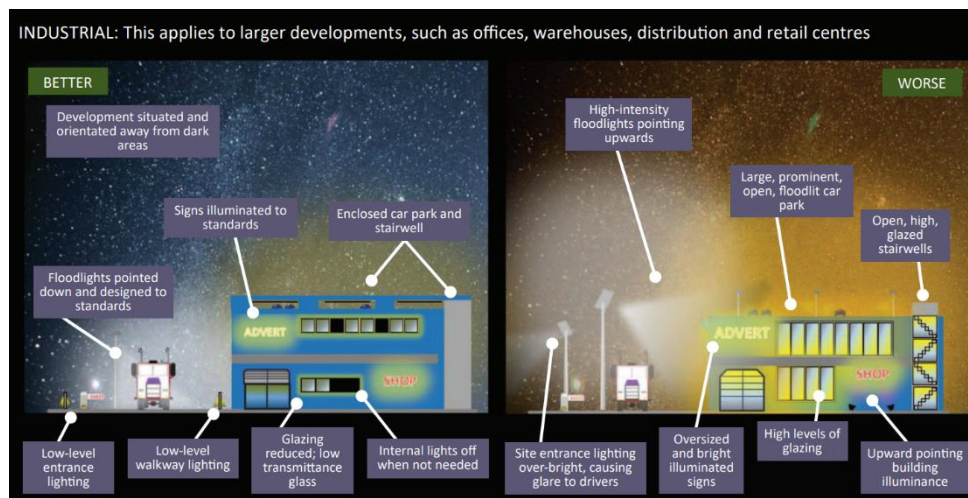 INDUSTRIAL: This applies to larger developments, such as offices, warehouses, distribution and retail centres
BETTER
Development situated and
orientated away from dark
areas
Signs illuminated to
standards
Enclosed car park and
stairwell
Floodlights pointed
down and designed to
standards
ADVERT
SHOP
Low-level
entrance
lighting
Low-level
walkway lighting
Glazing
reduced; low
transmittance
glass
Internal lights off
when not needed
WORSE
High-intensity
floodlights pointing
upwards
Large, prominent,
open, floodlit car
park
Open, high,
glazed
stairwells
ADVERT
SHOP
Site entrance lighting
over-bright, causing
glare to drivers
Oversized
and bright
illuminated
signs
High levels of
glazing
Upward pointing
building
illuminance